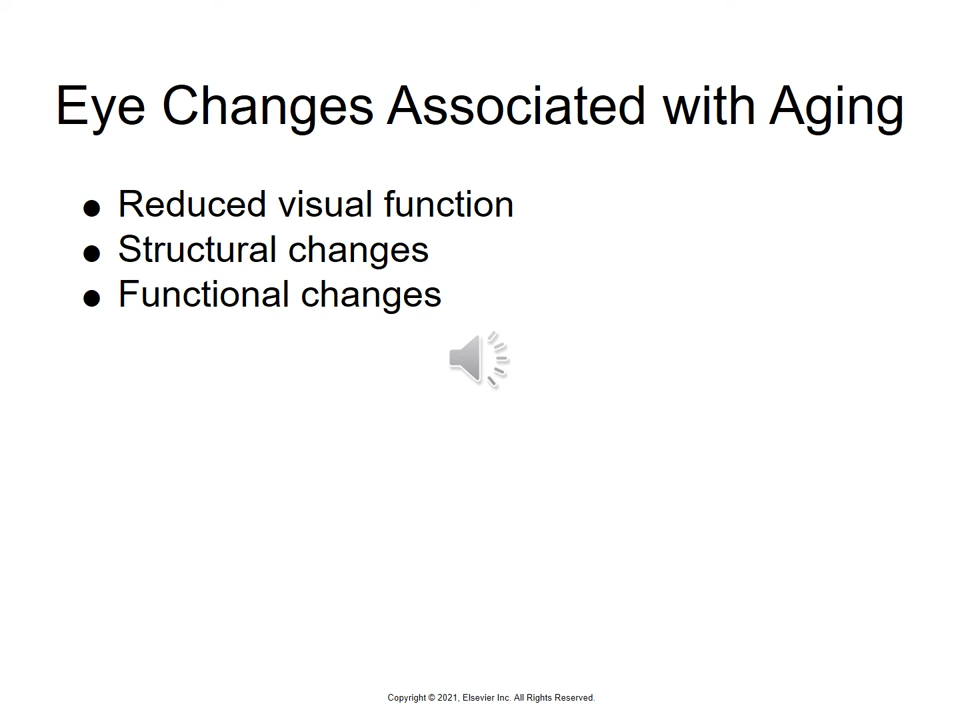 Eye Changes Associated with Aging
● Reduced visual function
● Structural changes
● Functional changes
Copyright © 2021, Elsevier Inc. All Rights Reserved.